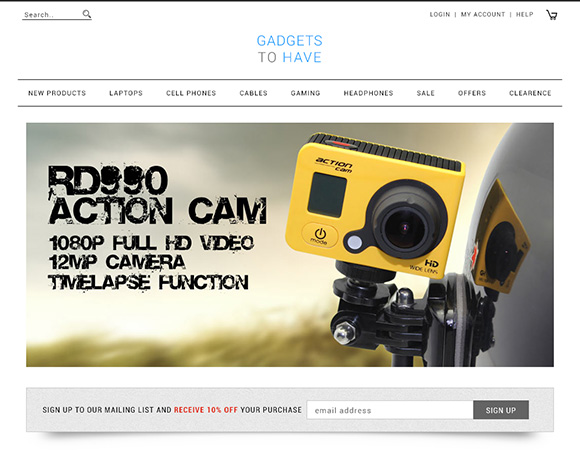 Search..
LOGIN | MY ACCOUNT | HELP
GADGETS
TO HAVE
NEW PRODUCTS LAPTOPS CELL PHONES CABLES GAMING HEADPHONES SALE OFFERS CLEARENCE
RD990
ACTION CAM
1080P FULL HD VIDEO
12MP CAMERA
TIMELAPSE FUNCTION
ACTION
cam
mode
HD
WIDE LENS
SIGN UP TO OUR MAILING LIST AND RECEIVE 10% OFF YOUR PURCHASE
email address
SIGN UP